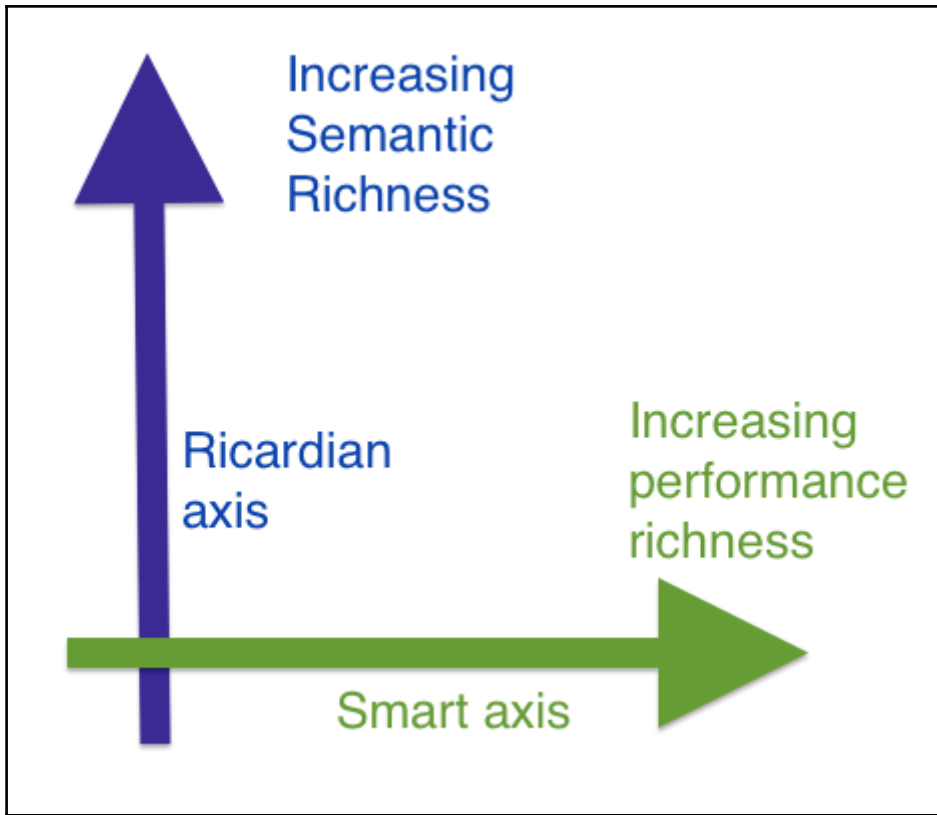 Increasing
Semantic
Richness
Ricardian
axis
Increasing
performance
richness
Smart axis